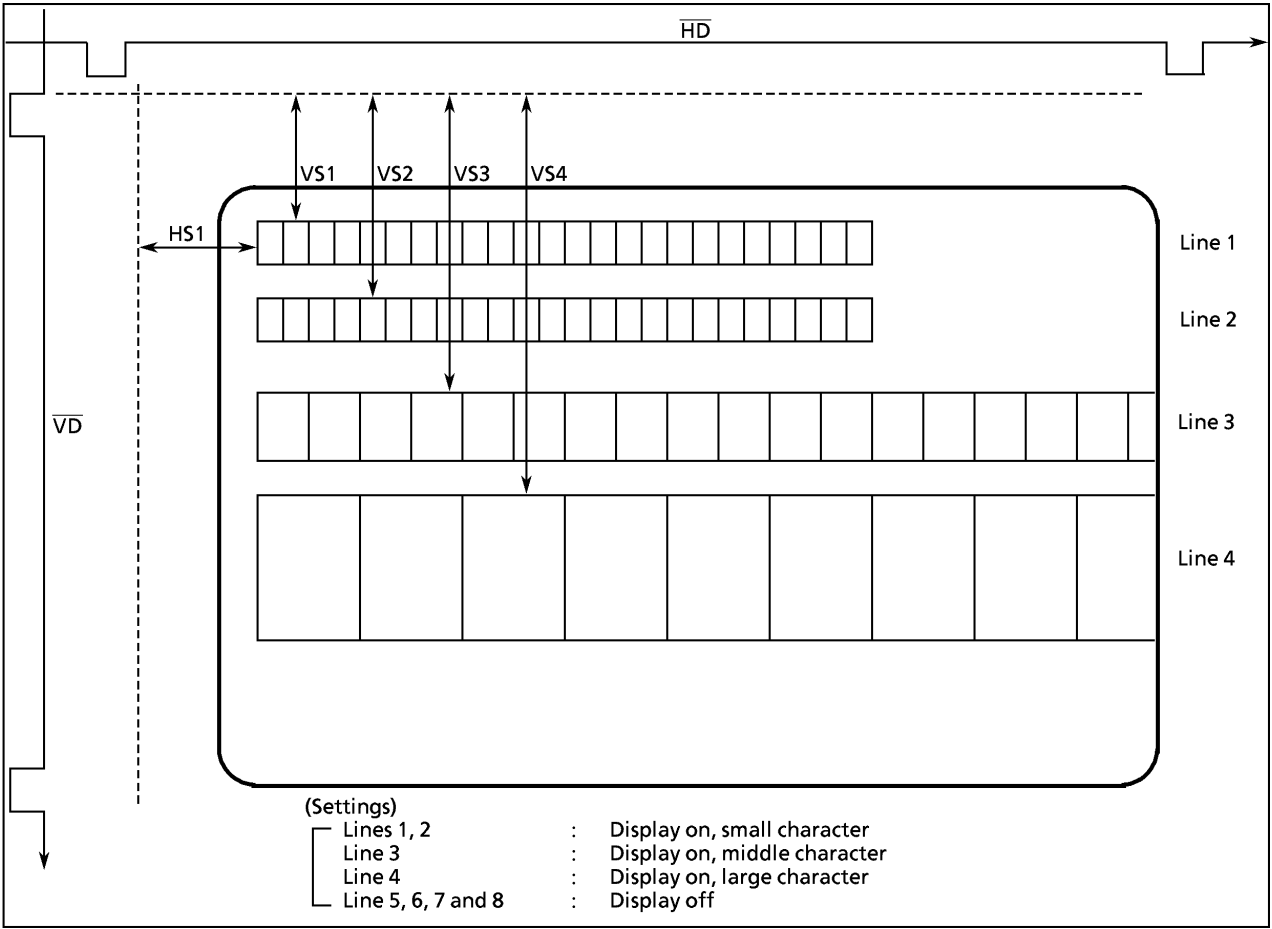 HD
VS1 VS2 VS3 VS4
HS1
Line 1
Line 2
VD
Line 3
Line 4
(Settings)
Lines 1, 2 : Display on, small character
Line 3 : Display on, middle character
Line 4 : Display on, large character
Line 5, 6, 7 and 8 : Display off